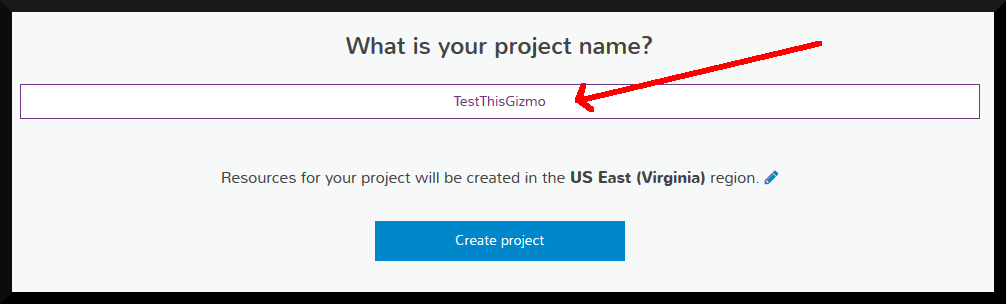 What is your project name?
TestThisGizmo
Resources for your project will be created in the US East (Virginia) region.
Create project